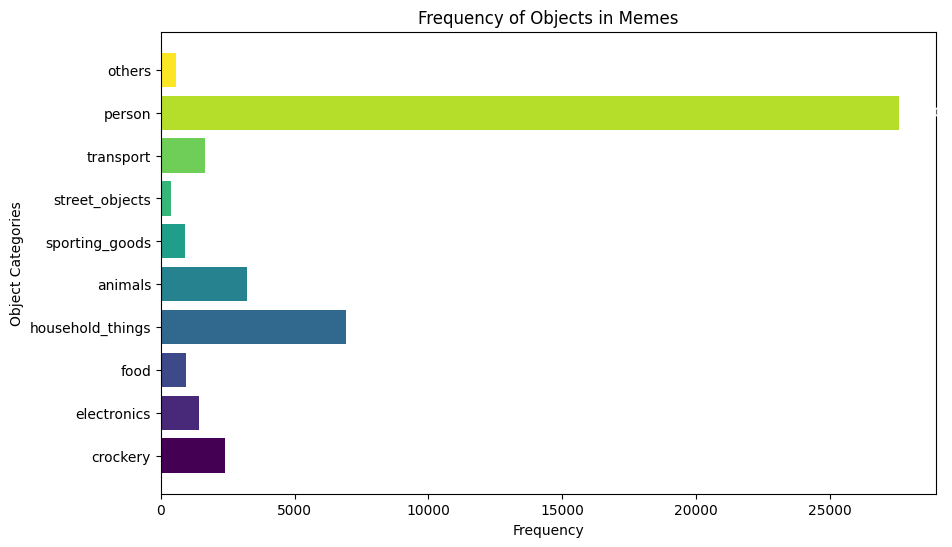 Frequency of Objects in Memes
others
person
transport
street_objects
sporting_goods
animals
household_things
food
electronics
crockery
Object Categories
0 5000 10000 15000 20000 25000
Frequency